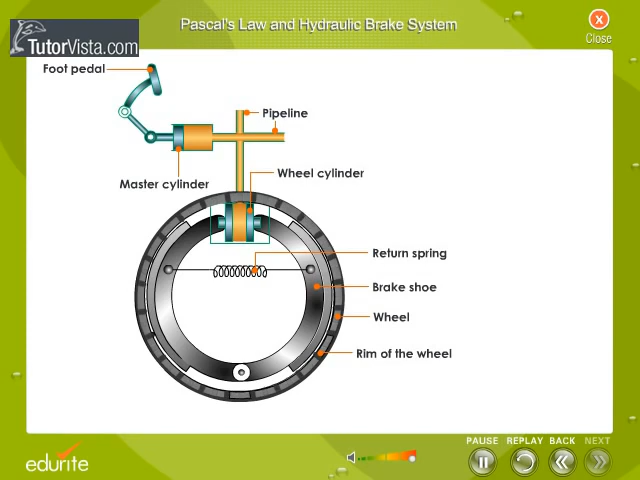 Pascal's Law and Hydraulic Brake System
X
Close
TutorVista.com
Foot pedal
Pipeline
Master cylinder
Wheel cylinder
Return spring
Brake shoe
Wheel
Rim of the wheel
edurite
PAUSE REPLAY BACK NEXT